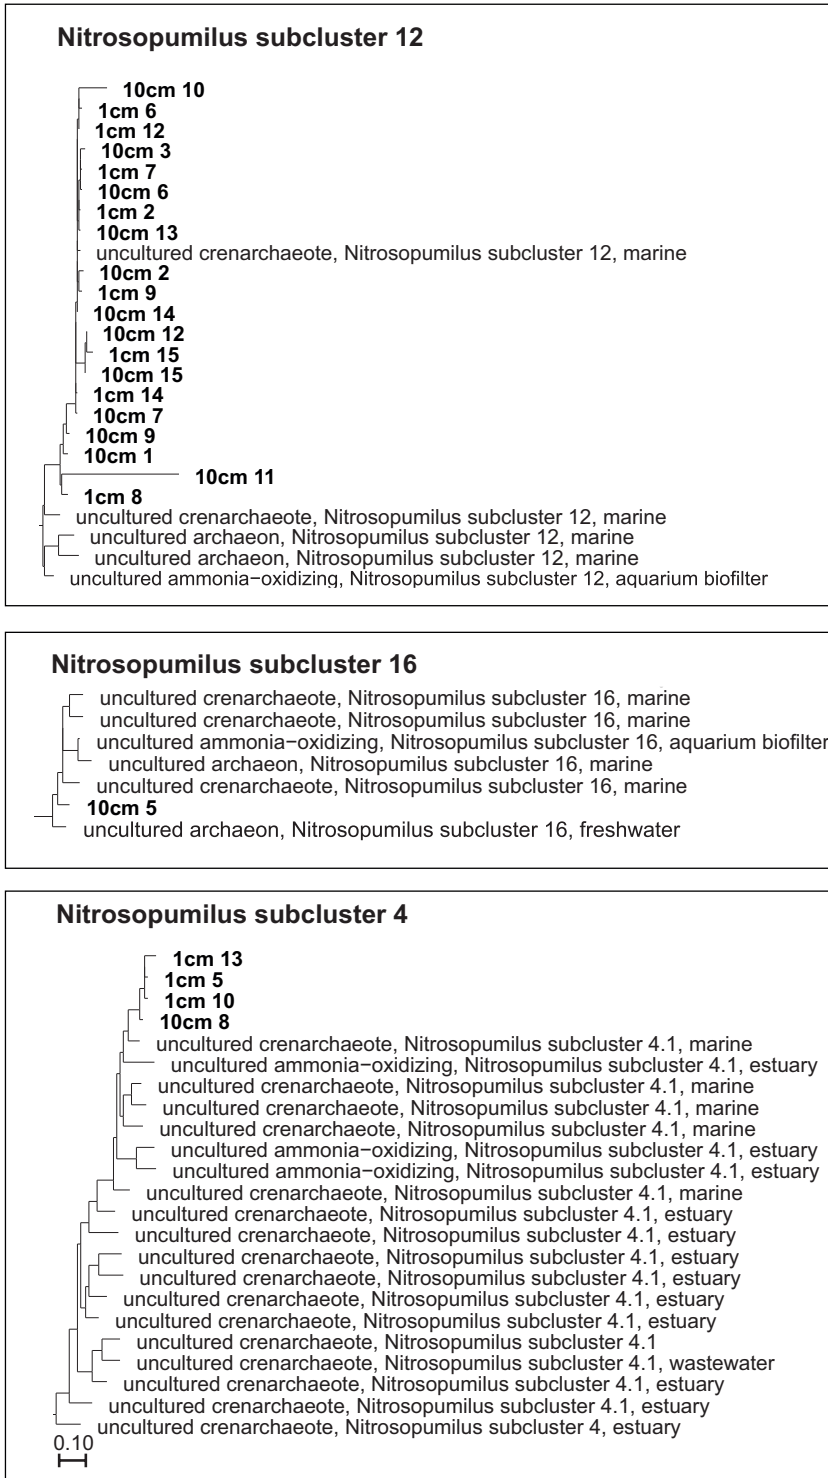 Nitrosopumilus subcluster 12
10cm 10
1cm 6
1cm 12
10cm 3
1cm 7
10cm 6
1cm 2
10cm 13
uncultured crenarchaeote, Nitrosopumilus subcluster 12, marine
10cm 2
1cm 9
10cm 14
10cm 12
1cm 15
10cm 15
1cm 14
10cm 7
10cm 9
10cm 1
10cm 11
1cm 8
uncultured crenarchaeote, Nitrosopumilus subcluster 12, marine
uncultured archaeon, Nitrosopumilus subcluster 12, marine
uncultured archaeon, Nitrosopumilus subcluster 12, marine
uncultured ammonia−oxidizing, Nitrosopumilus subcluster 12, aquarium biofilter
Nitrosopumilus subcluster 16
uncultured crenarchaeote, Nitrosopumilus subcluster 16, marine
uncultured crenarchaeote, Nitrosopumilus subcluster 16, marine
uncultured ammonia−oxidizing, Nitrosopumilus subcluster 16, aquarium biofilter
uncultured archaeon, Nitrosopumilus subcluster 16, marine
uncultured crenarchaeote, Nitrosopumilus subcluster 16, marine
10cm 5
uncultured archaeon, Nitrosopumilus subcluster 16, freshwater
Nitrosopumilus subcluster 4
1cm 13
1cm 5
1cm 10
10cm 8
uncultured crenarchaeote, Nitrosopumilus subcluster 4.1, marine
uncultured ammonia−oxidizing, Nitrosopumilus subcluster 4.1, estuary
uncultured crenarchaeote, Nitrosopumilus subcluster 4.1, marine
uncultured crenarchaeote, Nitrosopumilus subcluster 4.1, marine
uncultured crenarchaeote, Nitrosopumilus subcluster 4.1, marine
uncultured ammonia−oxidizing, Nitrosopumilus subcluster 4.1, estuary
uncultured ammonia−oxidizing, Nitrosopumilus subcluster 4.1, estuary
uncultured crenarchaeote, Nitrosopumilus subcluster 4.1, marine
uncultured crenarchaeote, Nitrosopumilus subcluster 4.1, estuary
uncultured crenarchaeote, Nitrosopumilus subcluster 4.1, estuary
uncultured crenarchaeote, Nitrosopumilus subcluster 4.1, estuary
uncultured crenarchaeote, Nitrosopumilus subcluster 4.1, estuary
uncultured crenarchaeote, Nitrosopumilus subcluster 4.1, estuary
uncultured crenarchaeote, Nitrosopumilus subcluster 4.1, estuary
uncultured crenarchaeote, Nitrosopumilus subcluster 4.1
uncultured crenarchaeote, Nitrosopumilus subcluster 4.1, wastewater
uncultured crenarchaeote, Nitrosopumilus subcluster 4.1, estuary
uncultured crenarchaeote, Nitrosopumilus subcluster 4.1, estuary
uncultured crenarchaeote, Nitrosopumilus subcluster 4, estuary
0.10